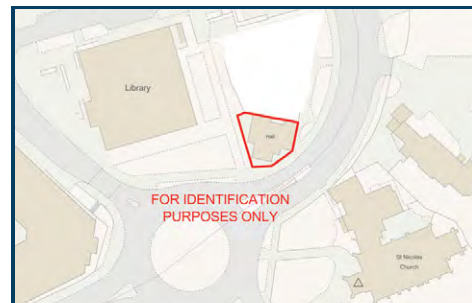 Library
Hall
FOR IDENTIFICATION
PURPOSES ONLY
St Nicolas
Church